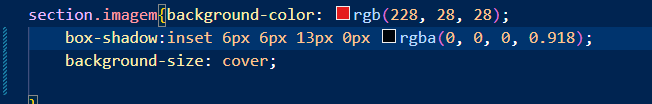 section.imagem{background-color: rgb(228, 28, 28);
box-shadow:inset 6px 6px 13px 0px rgba(0, 0, 0, 0.918);
background-size: cover;
}